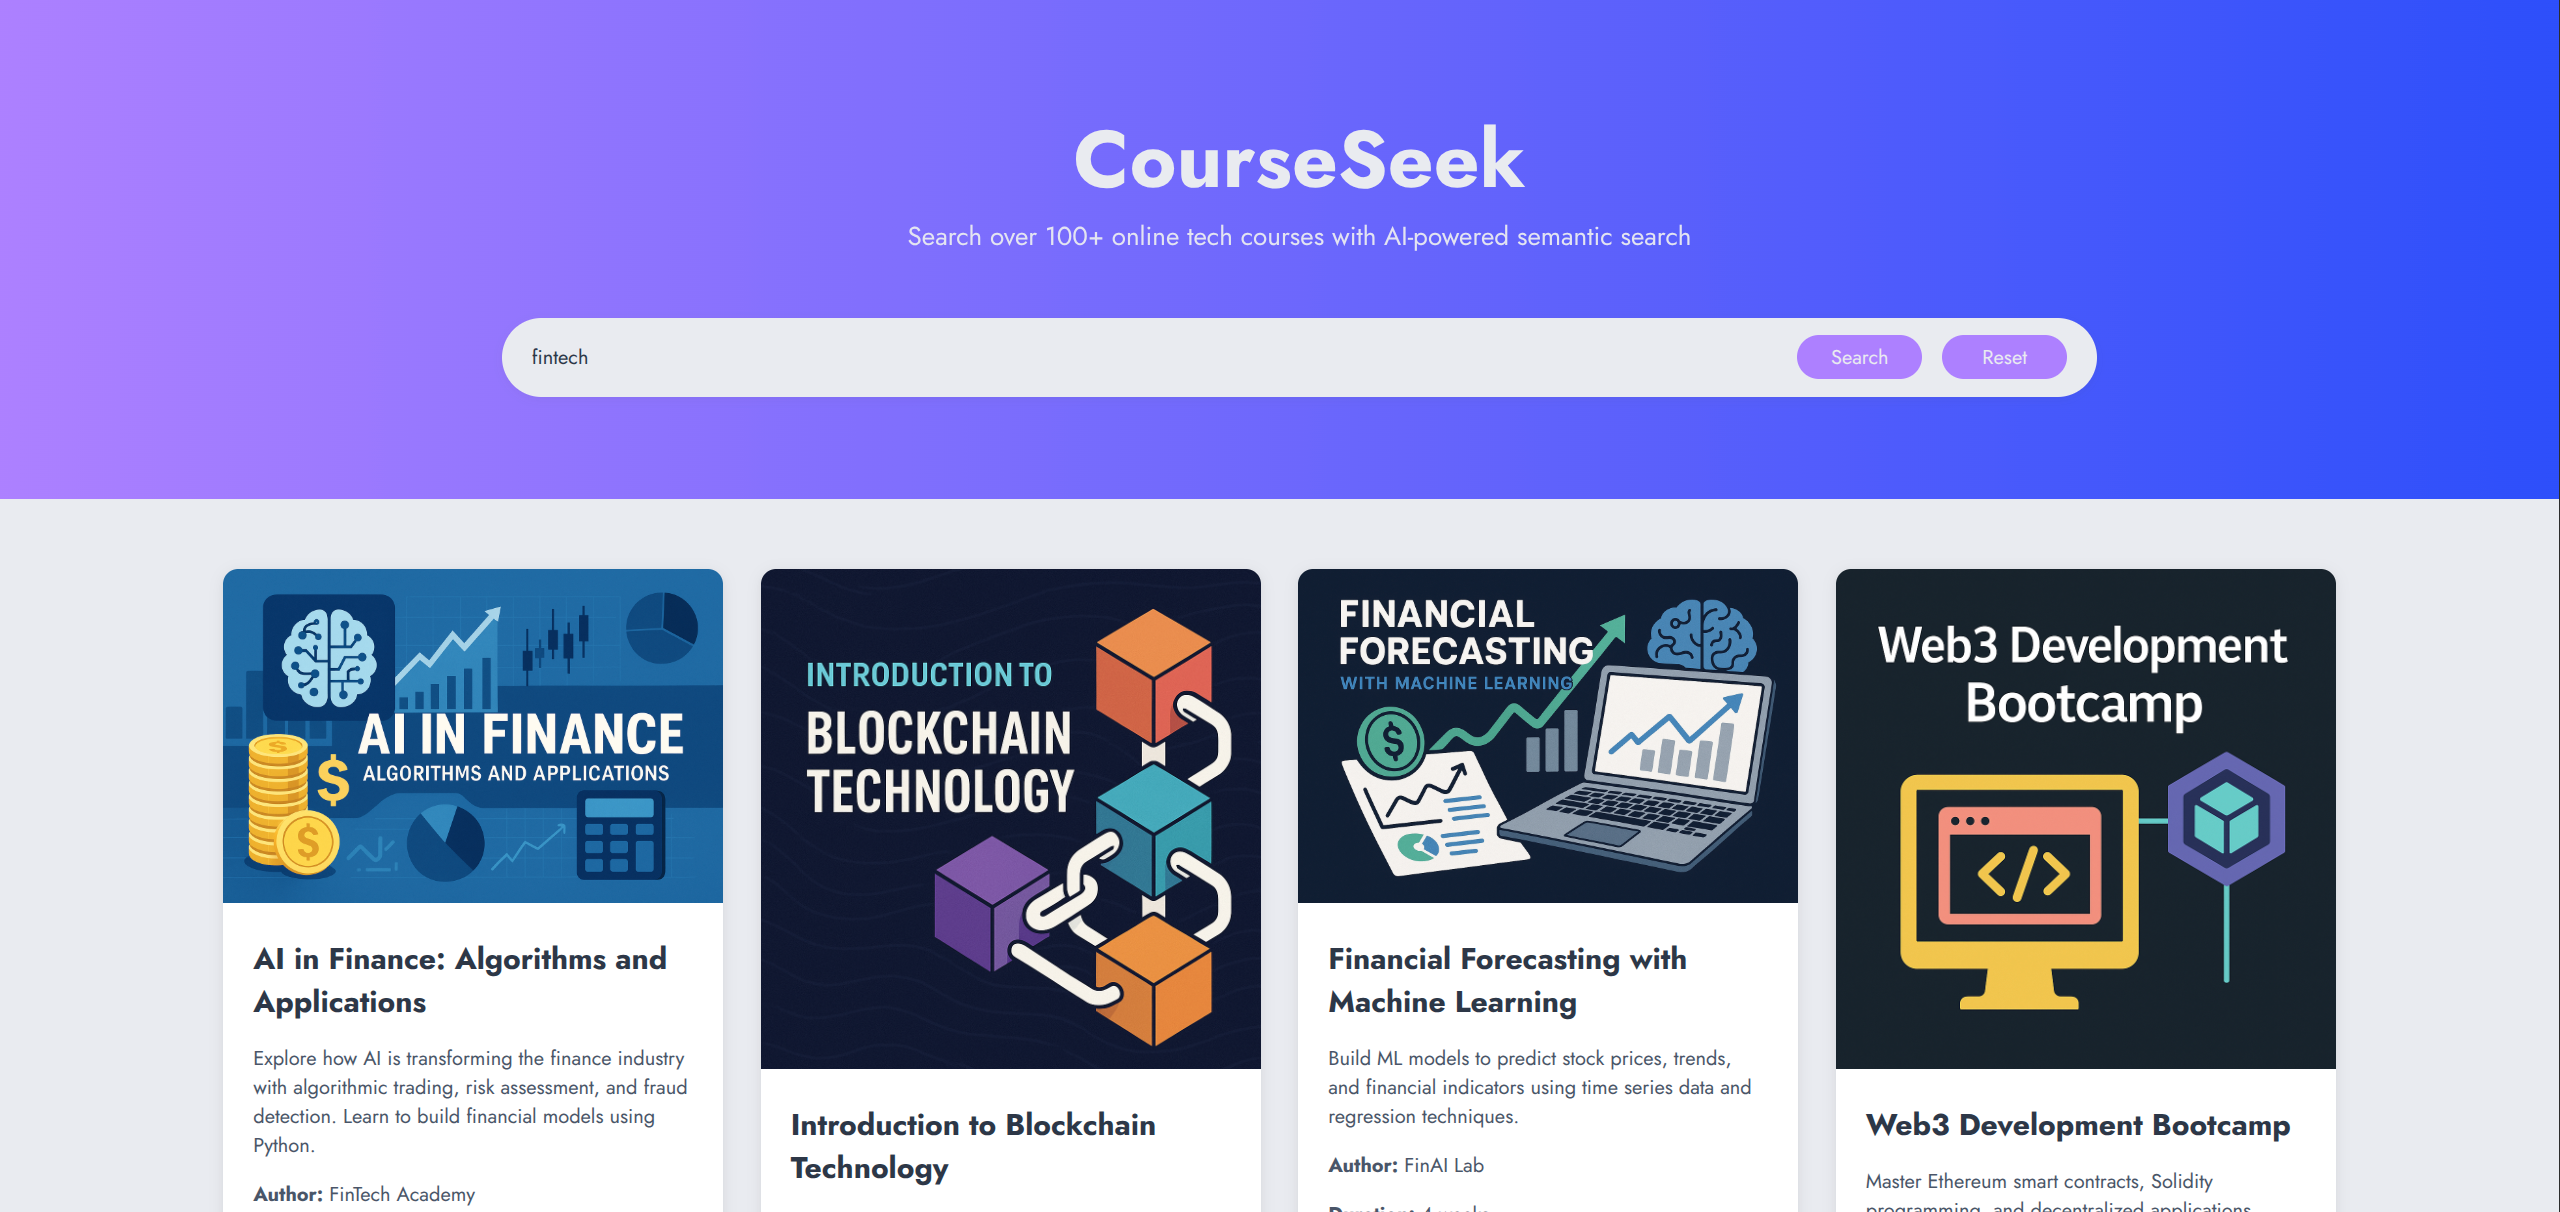 CourseSeek
Search over 100+ online tech courses with AI-powered semantic search
fintech
Search
Reset
AI IN FINANCE
ALGORITHMS AND APPLICATIONS
AI in Finance: Algorithms and
Applications
Explore how AI is transforming the finance industry
with algorithmic trading, risk assessment, and fraud
detection. Learn to build financial models using
Python.
Author: FinTech Academy
INTRODUCTION TO
BLOCKCHAIN
TECHNOLOGY
Introduction to Blockchain
Technology
FINANCIAL
FORECASTING
WITH MACHINE LEARNING
Financial Forecasting with
Machine Learning
Build ML models to predict stock prices, trends,
and financial indicators using time series data and
regression techniques.
Author: FinAI Lab
Web3 Development
Bootcamp
</>
Web3 Development Bootcamp
Master Ethereum smart contracts, Solidity
programming, and decentralized applications